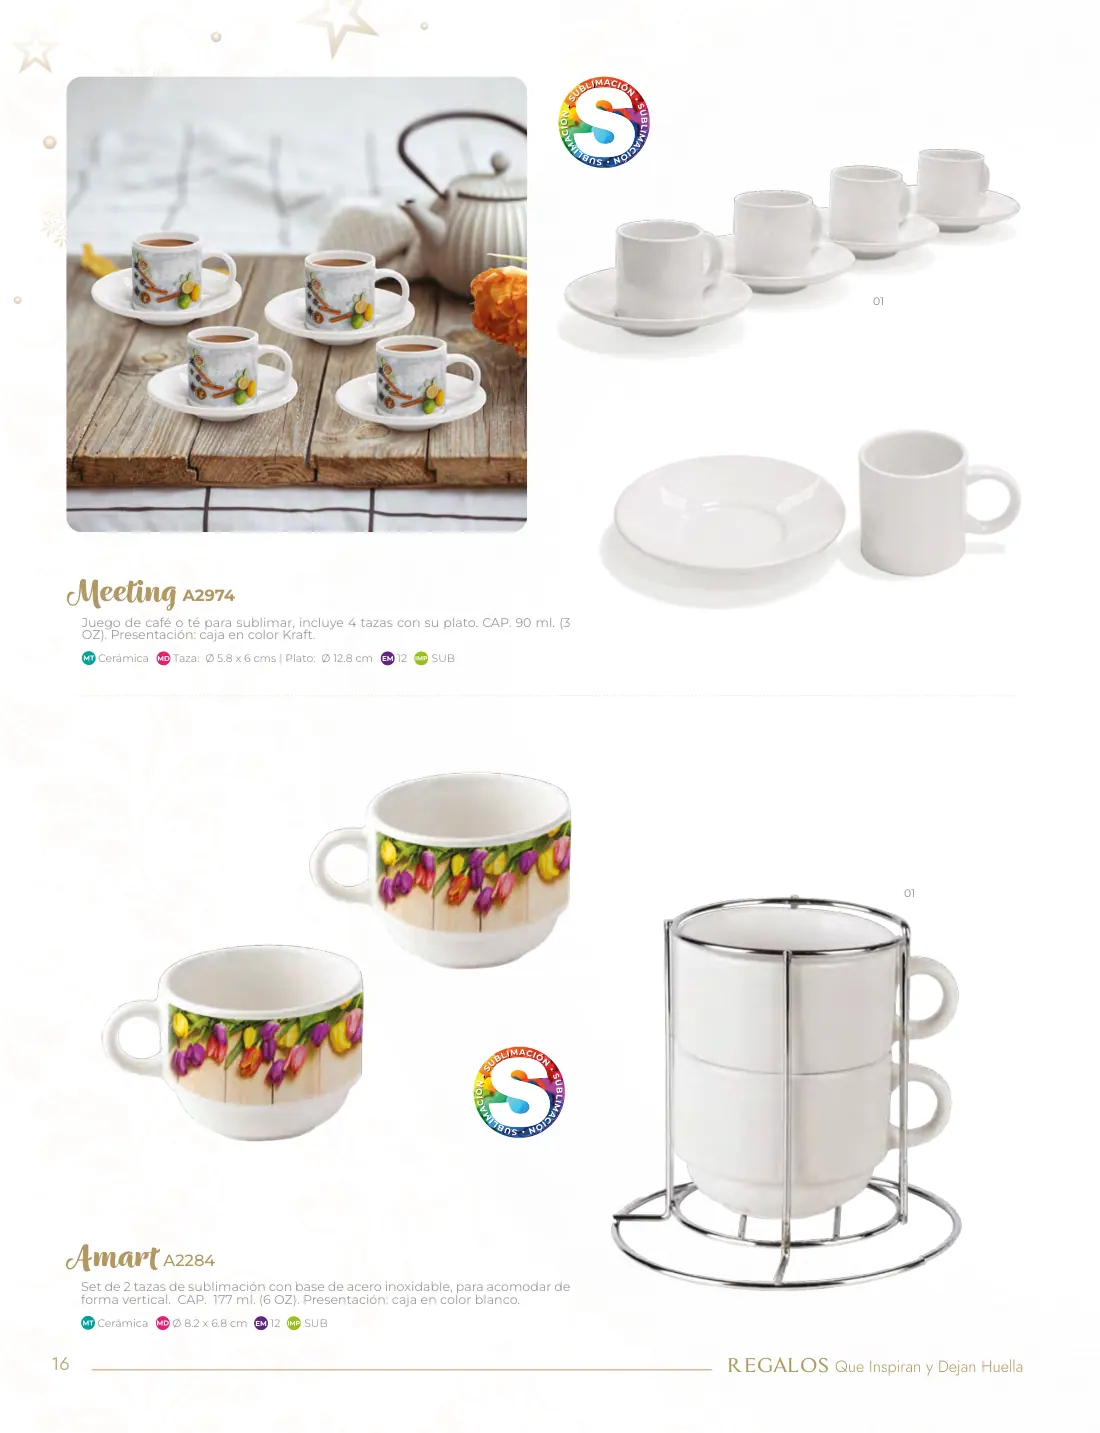 SUBLIMACIÓN • SUBLIMACIÓN • SUBLIMACIÓN •
01
Meeting A2974
Juego de café o té para sublimar, incluye 4 tazas con su plato. CAP. 90 ml. (3
OZ). Presentación: caja en color Kraft.
MT Cerámica MD Taza: Ø 5.8 x 6 cms | Plato: Ø 12.8 cm EM 12 IMP SUB
01
SUBLIMACIÓN • SUBLIMACIÓN • SUBLIMACIÓN •
Amart A2284
Set de 2 tazas de sublimación con base de acero inoxidable, para acomodar de
forma vertical. CAP. 177 ml. (6 OZ). Presentación: caja en color blanco.
MT Cerámica MD Ø 8.2 x 6.8 cm EM 12 IMP SUB
16
REGALOS Que Inspiran y Dejan Huella